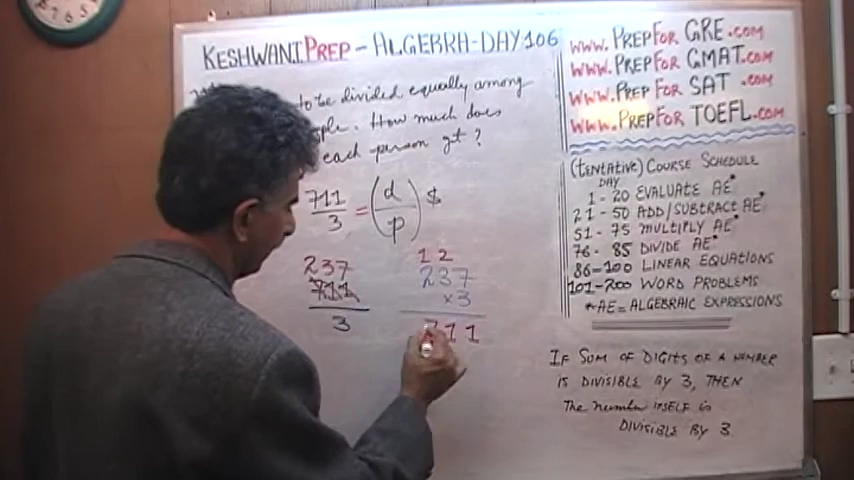 KESHWANI PREP - ALGEBRA - DAY 106
to be divided equally among
How much does
each person get ?
711
3
=
(d
p) $
237
711
3
1 2
237
x3
711
www. PREPFOR GRE.com
www. PREPFOR GMAT.com
www. PREPFOR SAT .com
www. PREPFOR TOEFL.com
(TENTATIVE) COURSE SCHEDULE
DAY
1 - 20 EVALUATE AE*
21 - 50 ADD/SUBTRACT AE*
51 - 75 MULTIPLY AE*
76 - 85 DIVIDE AE*
86-100 LINEAR EQUATIONS
101-200 WORD PROBLEMS
*AE = ALGEBRAIC EXPRESSIONS
IF SUM OF DIGITS OF A NUMBER
IS DIVISIBLE BY 3, THEN
The number ITSELF IS
DIVISIBLE BY 3